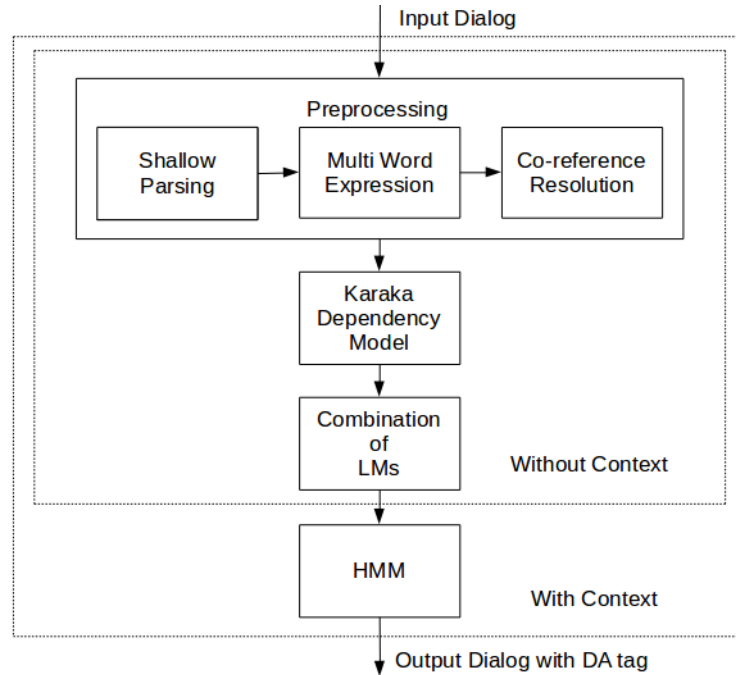 Input Dialog
Preprocessing
Shallow
Parsing
Multi Word
Expression
Co-reference
Resolution
Karaka
Dependency
Model
Combination
of
LMs
Without Context
HMM
With Context
Output Dialog with DA tag